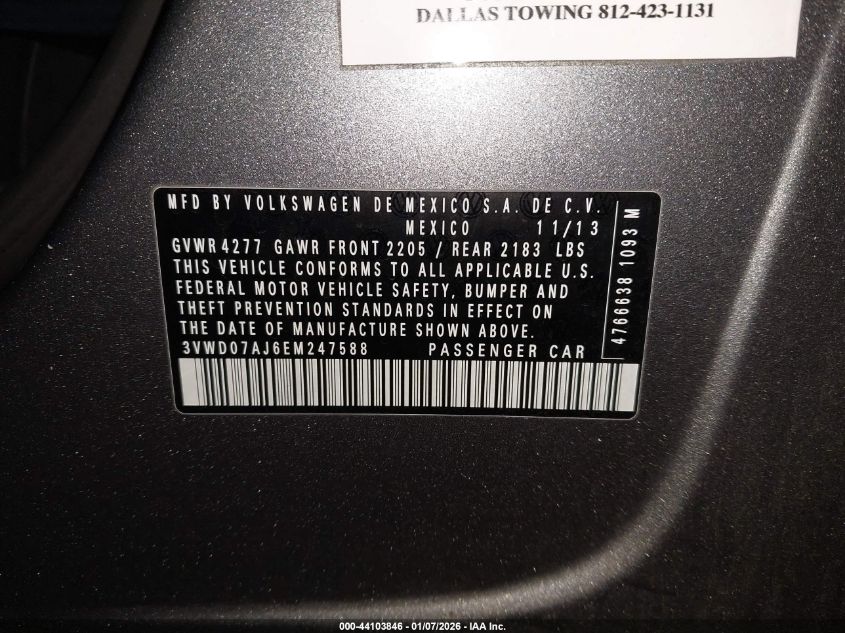 DALLAS TOWING 812-423-1131
MFD BY VOLKSWAGEN DE MEXICO S.A. DE C.V.
MEXICO 11/13
GVWR 4277 GAWR FRONT 2205 / REAR 2183 LBS
THIS VEHICLE CONFORMS TO ALL APPLICABLE U.S.
FEDERAL MOTOR VEHICLE SAFETY, BUMPER AND
THEFT PREVENTION STANDARDS IN EFFECT ON
THE DATE OF MANUFACTURE SHOWN ABOVE.
3VWD07AJ6EM247588 PASSENGER CAR
4766638 1093 M
000-44103846 - 01/07/2026 - IAA Inc.